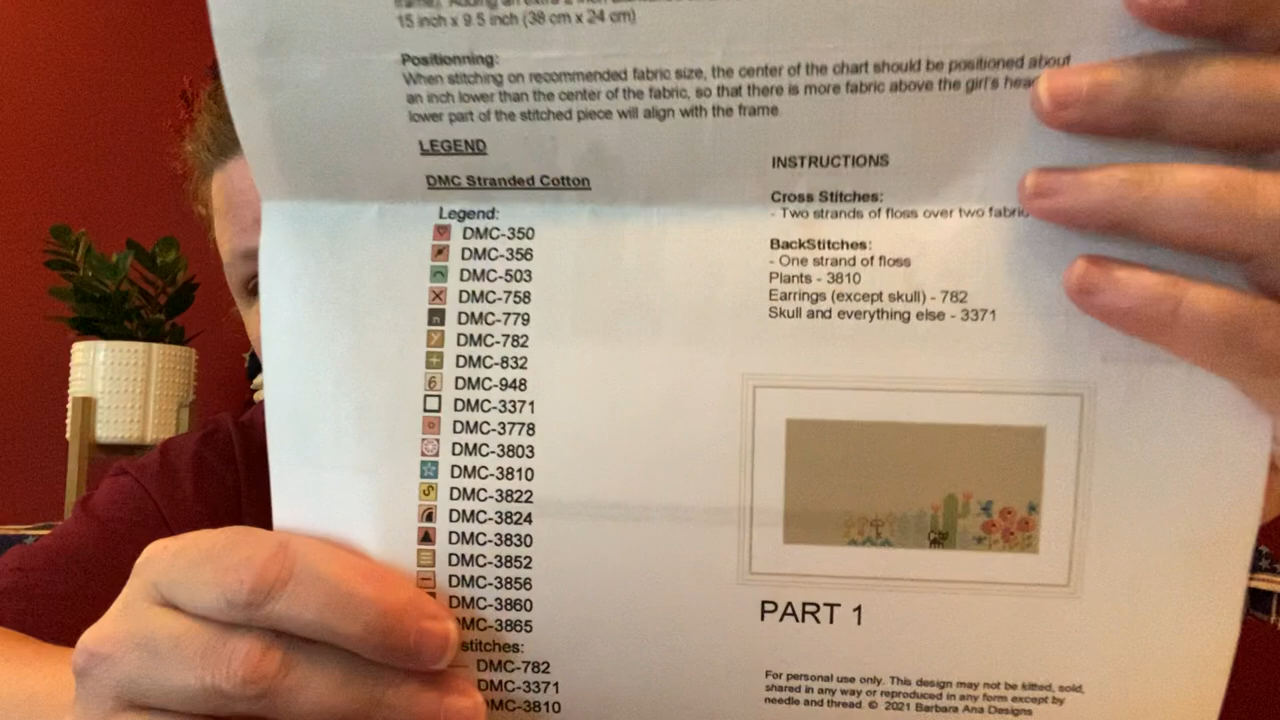 frame). Adding an extra 2 inch
15 inch x 9.5 inch (38 cm x 24 cm)
Positionning:
When stitching on recommended fabric size, the center of the chart should be positioned about
an inch lower than the center of the fabric, so that there is more fabric above the girl's
lower part of the stitched piece will align with the frame
LEGEND
DMC Stranded Cotton
Legend:
DMC-350
DMC-356
DMC-503
DMC-758
DMC-779
DMC-782
DMC-832
6 DMC-948
DMC-3371
DMC-3778
DMC-3803
DMC-3810
DMC-3822
DMC-3824
DMC-3830
DMC-3852
DMC-3856
DMC-3860
DMC-3865
stitches:
DMC-782
DMC-3371
DMC-3810
INSTRUCTIONS
Cross Stitches:
- Two strands of floss over two
BackStitches:
- One strand of floss
Plants - 3810
Earrings (except skull) - 782
Skull and everything else - 3371
PART 1
For personal use only. This design may not be kitted, sold,
shared in any way or reproduced in any form except by
needle and thread. © 2021 Barbara Ana Designs